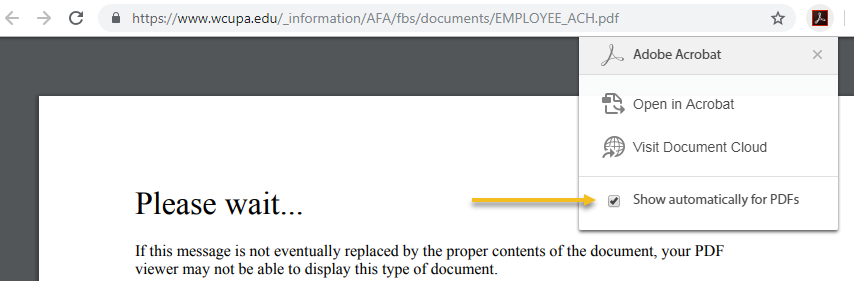 https://www.wcupa.edu/_information/AFA/fbs/documents/EMPLOYEE_ACH.pdf
Adobe Acrobat
Open in Acrobat
Visit Document Cloud
Show automatically for PDFs
Please wait...
If this message is not eventually replaced by the proper contents of the document, your PDF
viewer may not be able to display this type of document.